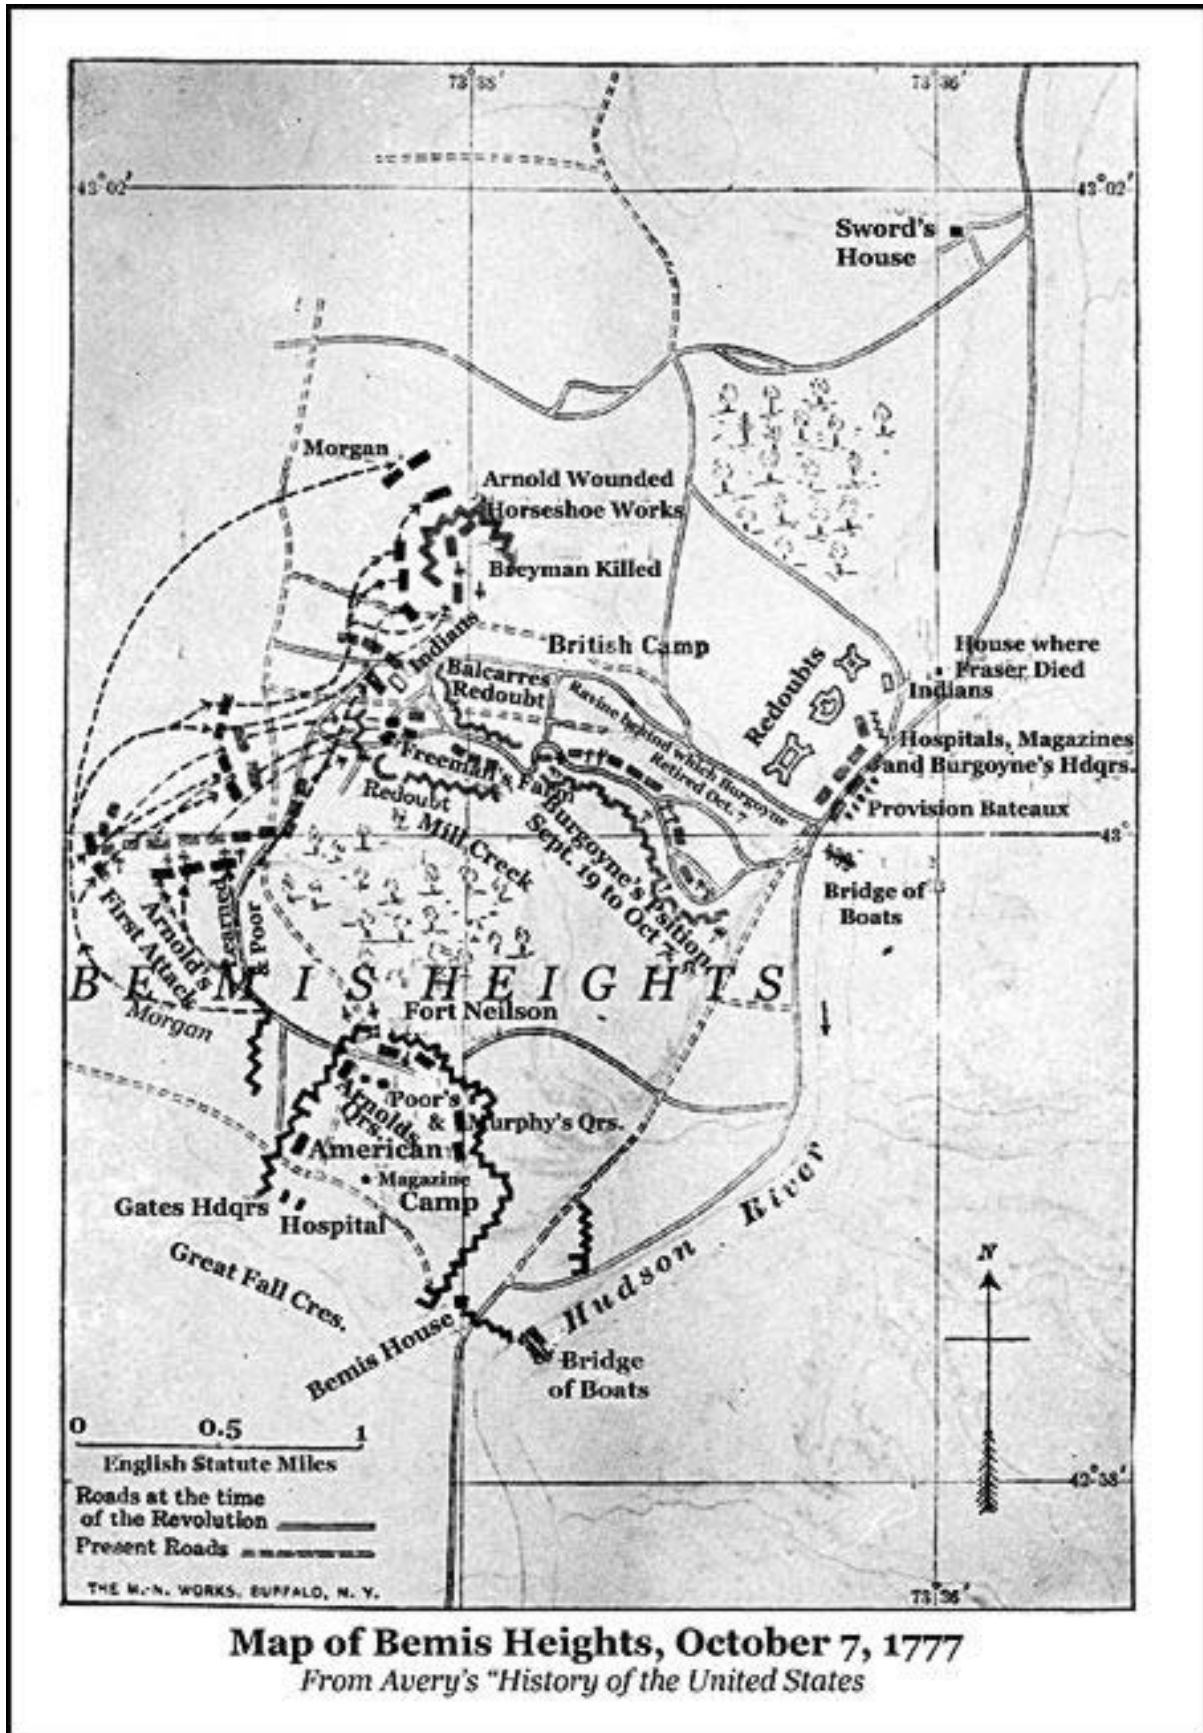 73° 38'
73° 36'
43° 02'
43° 02'
Sword's
House
Morgan
Arnold Wounded
Horseshoe Works
Breyman Killed
Indians
British Camp
House where
Fraser Died
Indians
Balcarres
Redoubt
Redoubts
Ravine behind which Burgoyne
Retired Oct. 7
Hospitals, Magazines
and Burgoyne's Hdqrs.
Freeman's Farm
Redoubt
Provision Bateaux
Mill Creek
43°
Burgoyne's Psition
Sept. 19 to Oct 7.
Bridge of
Boats
Learned
& Poor
Arnold's
First Attack
BEMIS HEIGHTS
Morgan
Fort Neilson
Poor's
Arnolds
Qrs.
& Murphy's Qrs.
American
Magazine
Camp
Gates Hdqrs
Hospital
Great Fall Cres.
Hudson River
N
Bemis House
Bridge
of Boats
0 0.5 1
English Statute Miles
Roads at the time
of the Revolution
Present Roads
42° 58'
THE M.-N. WORKS, BUFFALO, N. Y.
73° 36'
Map of Bemis Heights, October 7, 1777
From Avery's "History of the United States